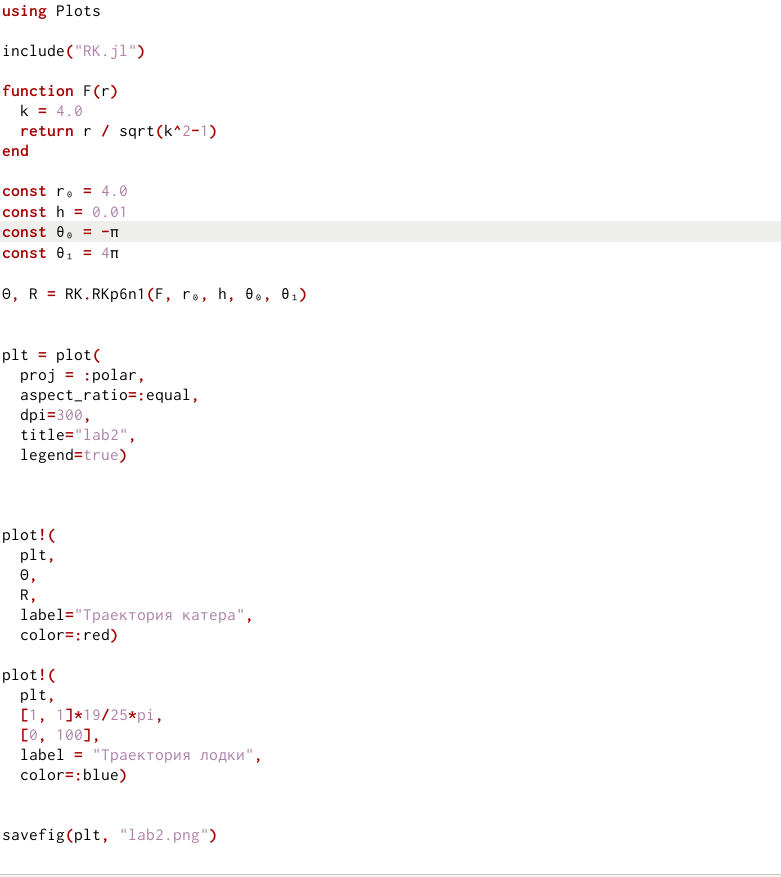 using Plots
include("RK.jl")
function F(r)
k = 4.0
return r / sqrt(k^2-1)
end
const r₀ = 4.0
const h = 0.01
const θ₀ = -π
const θ₁ = 4π
Θ, R = RK.RKp6n1(F, r₀, h, θ₀, θ₁)
plt = plot(
proj = :polar,
aspect_ratio=:equal,
dpi=300,
title="lab2",
legend=true)
plot!(
plt,
Θ,
R,
label="Траектория катера",
color=:red)
plot!(
plt,
[1, 1]*19/25*pi,
[0, 100],
label = "Траектория лодки",
color=:blue)
savefig(plt, "lab2.png")